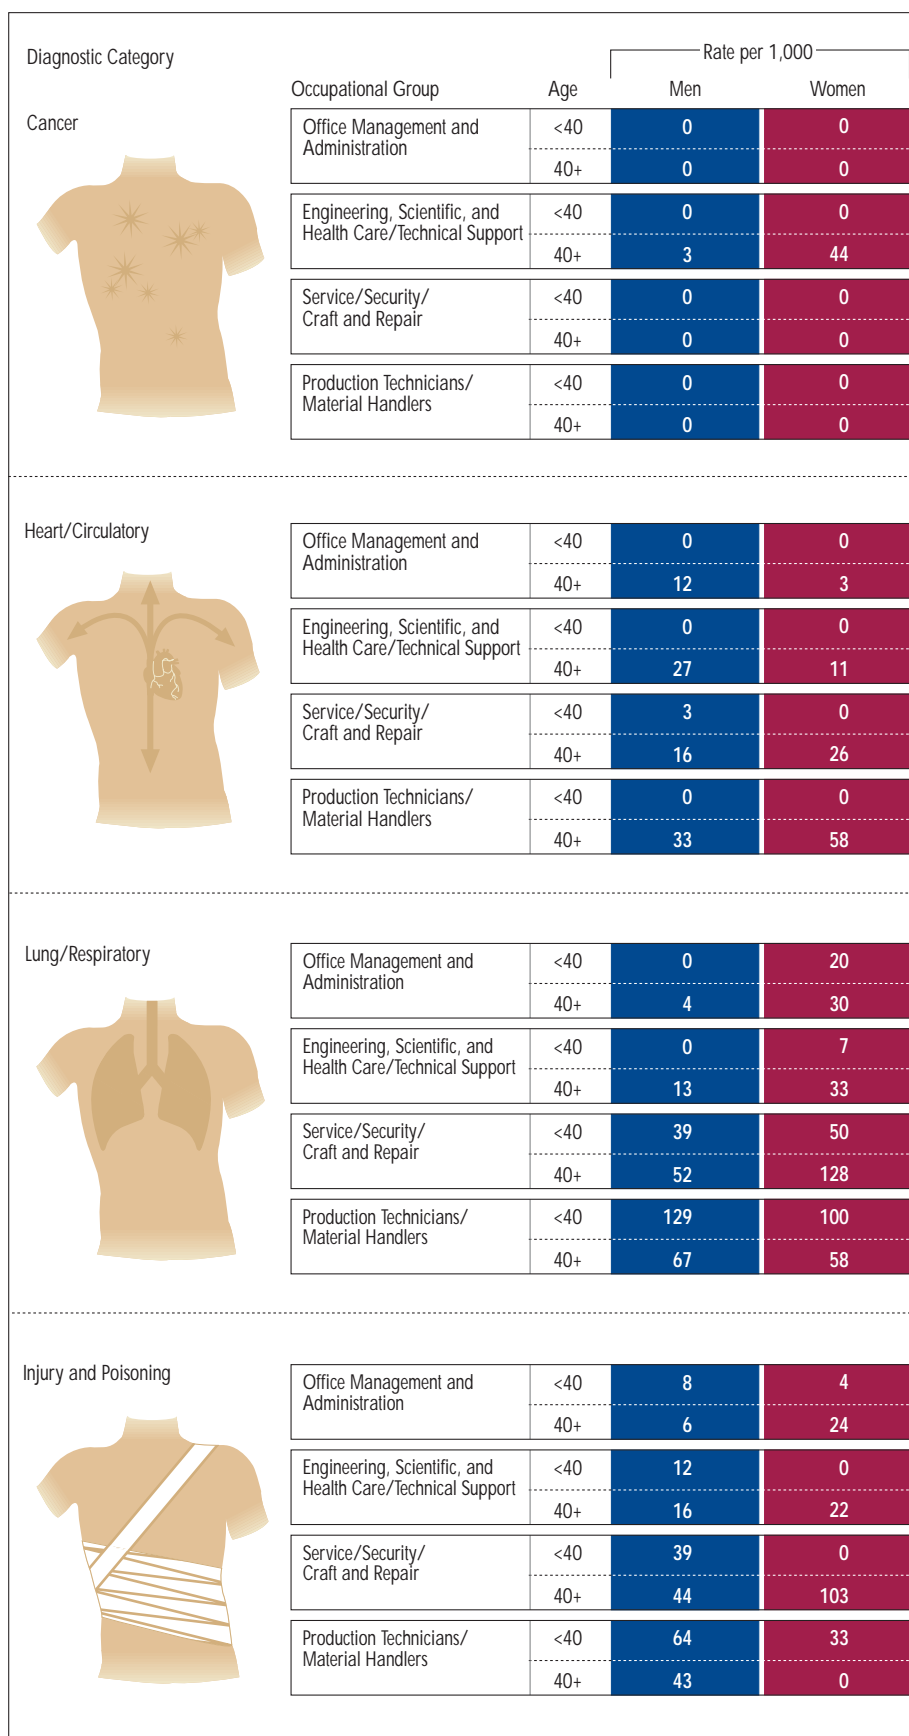 Diagnostic Category
Rate per 1,000
Occupational Group Age Men Women
Cancer
Office Management and <40 0 0
Administration
40+ 0 0
Engineering, Scientific, and <40 0 0
Health Care/Technical Support
40+ 3 44
Service/Security/ <40 0 0
Craft and Repair
40+ 0 0
Production Technicians/ <40 0 0
Material Handlers
40+ 0 0
Heart/Circulatory
Office Management and <40 0 0
Administration
40+ 12 3
Engineering, Scientific, and <40 0 0
Health Care/Technical Support
40+ 27 11
Service/Security/ <40 3 0
Craft and Repair
40+ 16 26
Production Technicians/ <40 0 0
Material Handlers
40+ 33 58
Lung/Respiratory
Office Management and <40 0 20
Administration
40+ 4 30
Engineering, Scientific, and <40 0 7
Health Care/Technical Support
40+ 13 33
Service/Security/ <40 39 50
Craft and Repair
40+ 52 128
Production Technicians/ <40 129 100
Material Handlers
40+ 67 58
Injury and Poisoning
Office Management and <40 8 4
Administration
40+ 6 24
Engineering, Scientific, and <40 12 0
Health Care/Technical Support
40+ 16 22
Service/Security/ <40 39 0
Craft and Repair
40+ 44 103
Production Technicians/ <40 64 33
Material Handlers
40+ 43 0